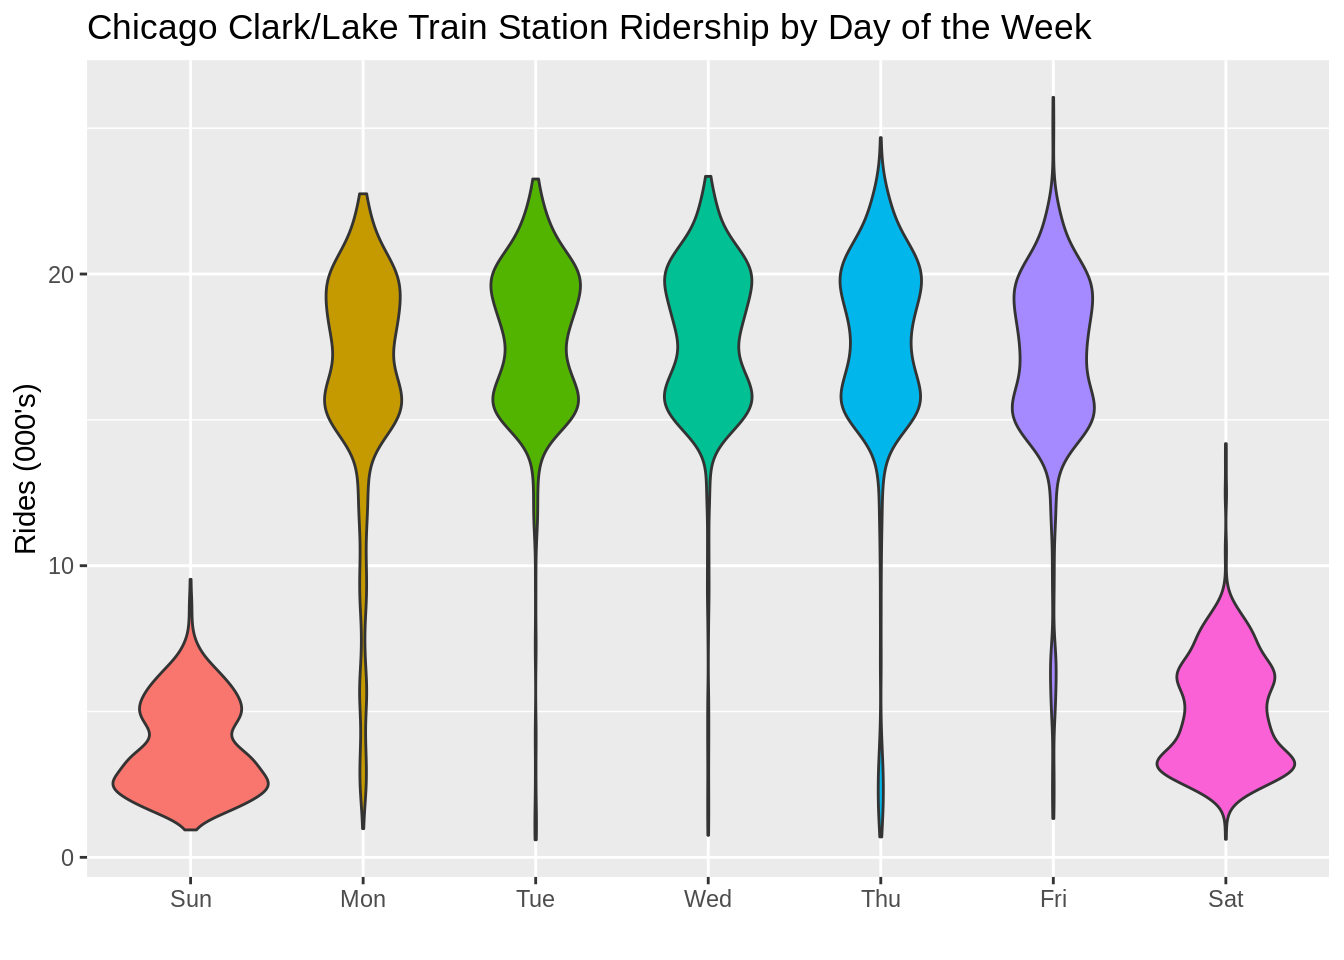 Chicago Clark/Lake Train Station Ridership by Day of the Week
Rides (000's)
20
10
0
Sun Mon Tue Wed Thu Fri Sat